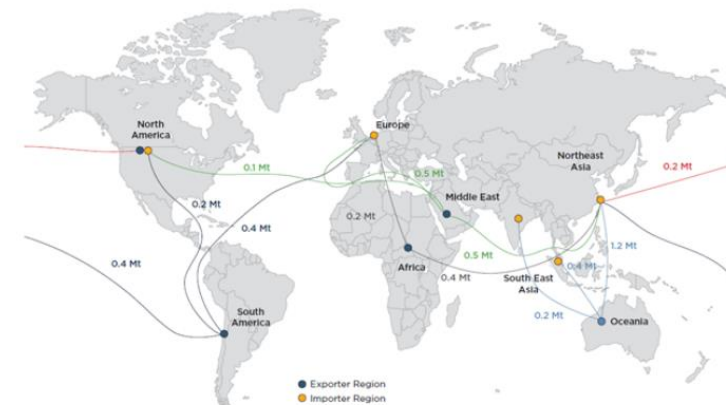 North
America
Europe
Northeast
Asia
0.1 Mt
0.5 Mt
0.2 Mt
Middle East
0.2 Mt
0.4 Mt
0.2 Mt
1.2 Mt
0.4 Mt
Africa
0.4 Mt
0.5 Mt
South East
Asia
0.4 Mt
South
America
0.2 Mt
Oceania
Exporter Region
Importer Region